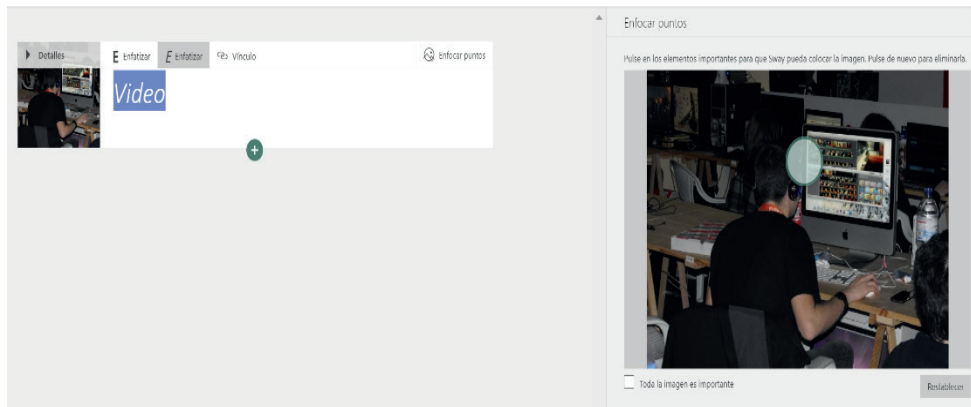 Enfocar puntos
Detalles
E Enfatizar
E Enfatizar
Vínculo
Enfocar puntos
Video
Pulse en los elementos importantes para que Sway pueda colocar la imagen. Pulse de nuevo para eliminarla.
Toda la imagen es importante
Restablecer